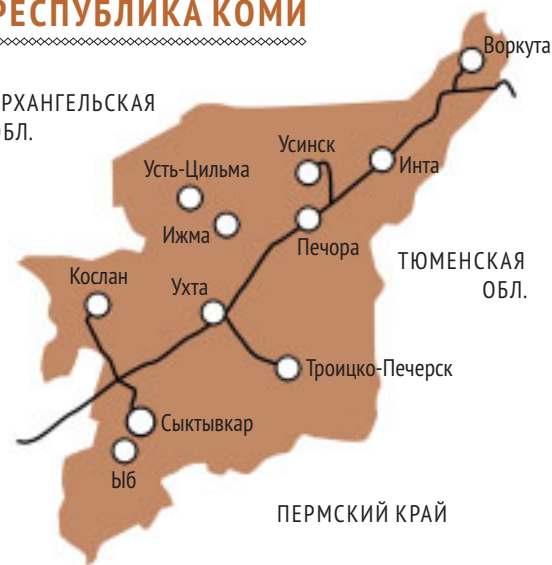 РЕСПУБЛИКА КОМИ
Воркута
РХАНГЕЛЬСКАЯ
ОБЛ.
Усинск
Инта
Усть-Цильма
Ижма
Печора
ТЮМЕНСКАЯ
ОБЛ.
Кослан
Ухта
Троицко-Печерск
Сыктывкар
Ыб
ПЕРМСКИЙ КРАЙ